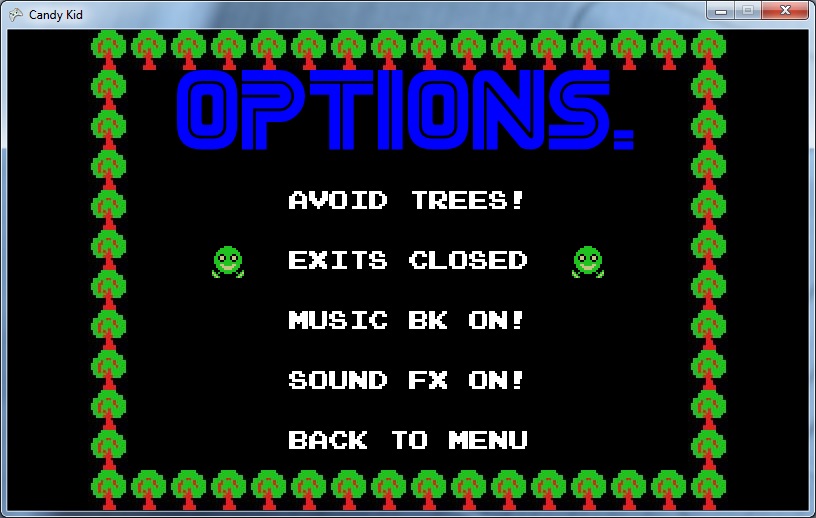 Candy Kid
OPTIONS.
AVOID TREES!
EXITS CLOSED
MUSIC BK ON!
SOUND FX ON!
BACK TO MENU